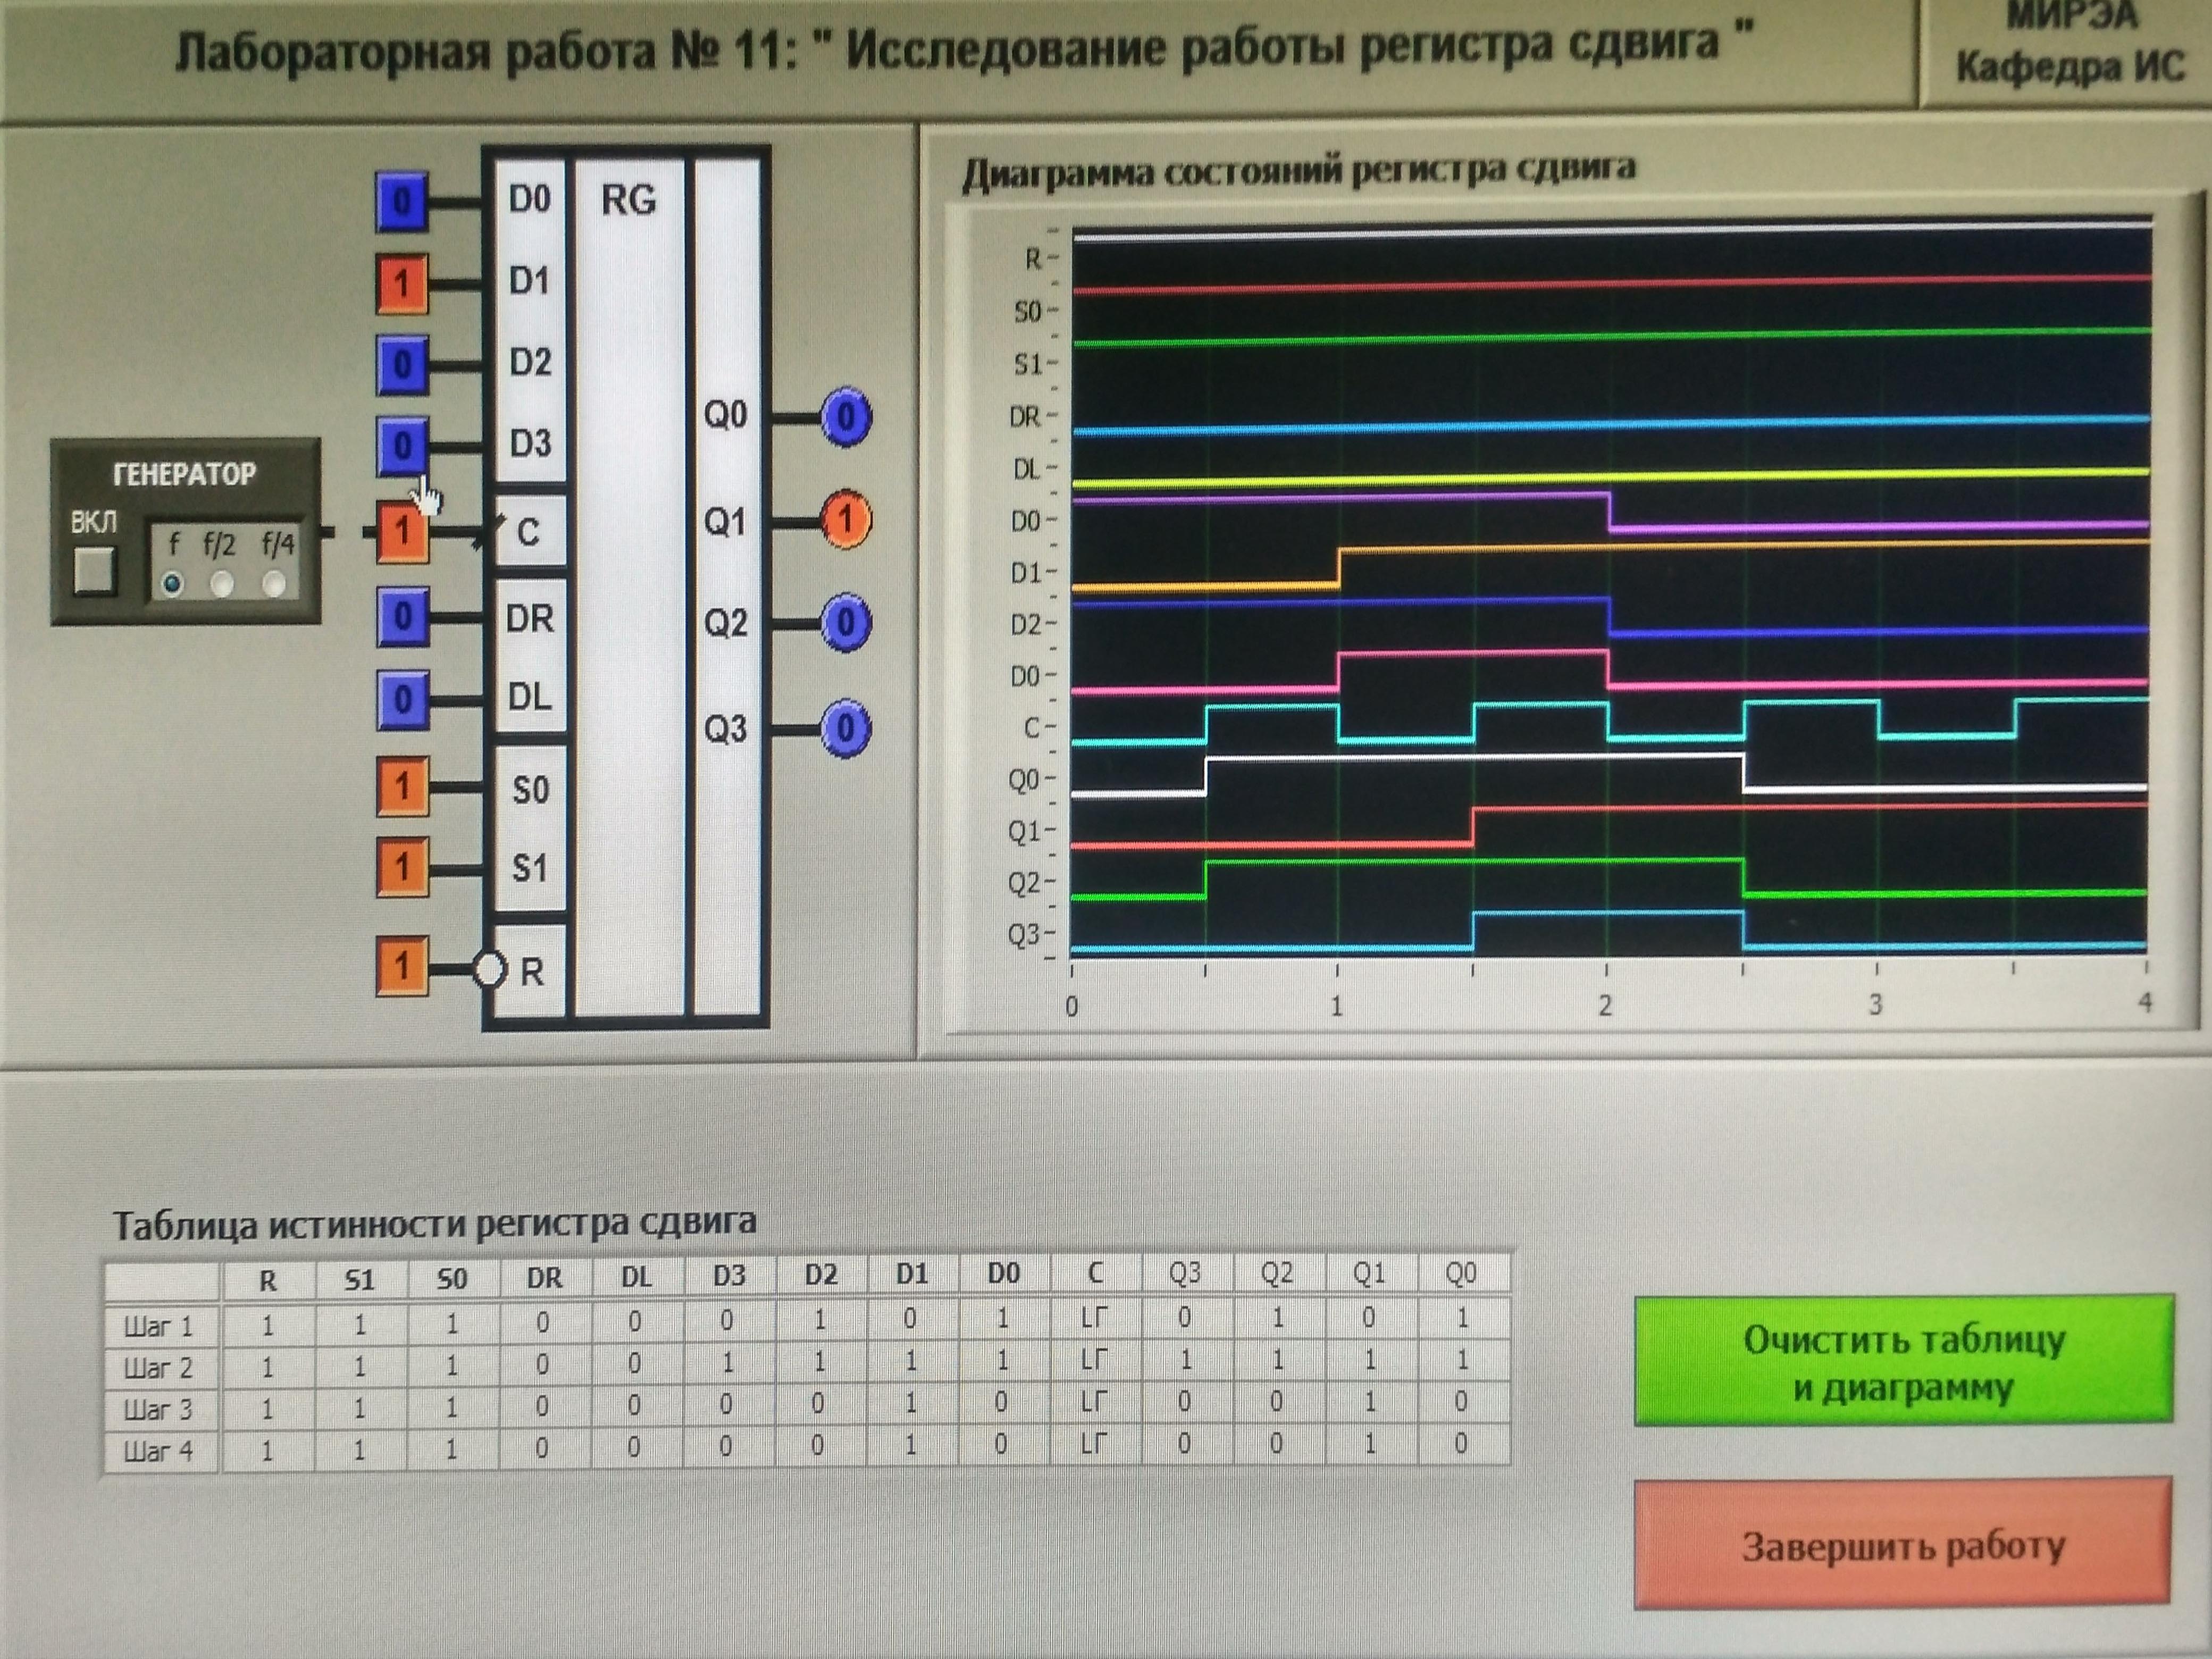 Лабораторная работа № 11: " Исследование работы регистра сдвига "
МИРЭА
Кафедра ИС
ГЕНЕРАТОР
ВКЛ
f f/2 f/4
0 D0 RG
1 D1
0 D2
0 D3
1 C
0 DR
0 DL
1 S0
1 S1
1 R
Q0 0
Q1 1
Q2 0
Q3 0
Диаграмма состояний регистра сдвига
R
S0
S1
DR
DL
D0
D1
D2
D0
C
Q0
Q1
Q2
Q3
0 1 2 3 4
Таблица истинности регистра сдвига
R S1 S0 DR DL D3 D2 D1 D0 C Q3 Q2 Q1 Q0
Шаг 1 1 1 1 0 0 0 1 0 1 LГ 0 1 0 1
Шаг 2 1 1 1 0 0 1 1 1 1 LГ 1 1 1 1
Шаг 3 1 1 1 0 0 0 0 1 0 LГ 0 0 1 0
Шаг 4 1 1 1 0 0 0 0 1 0 LГ 0 0 1 0
Очистить таблицу
и диаграмму
Завершить работу